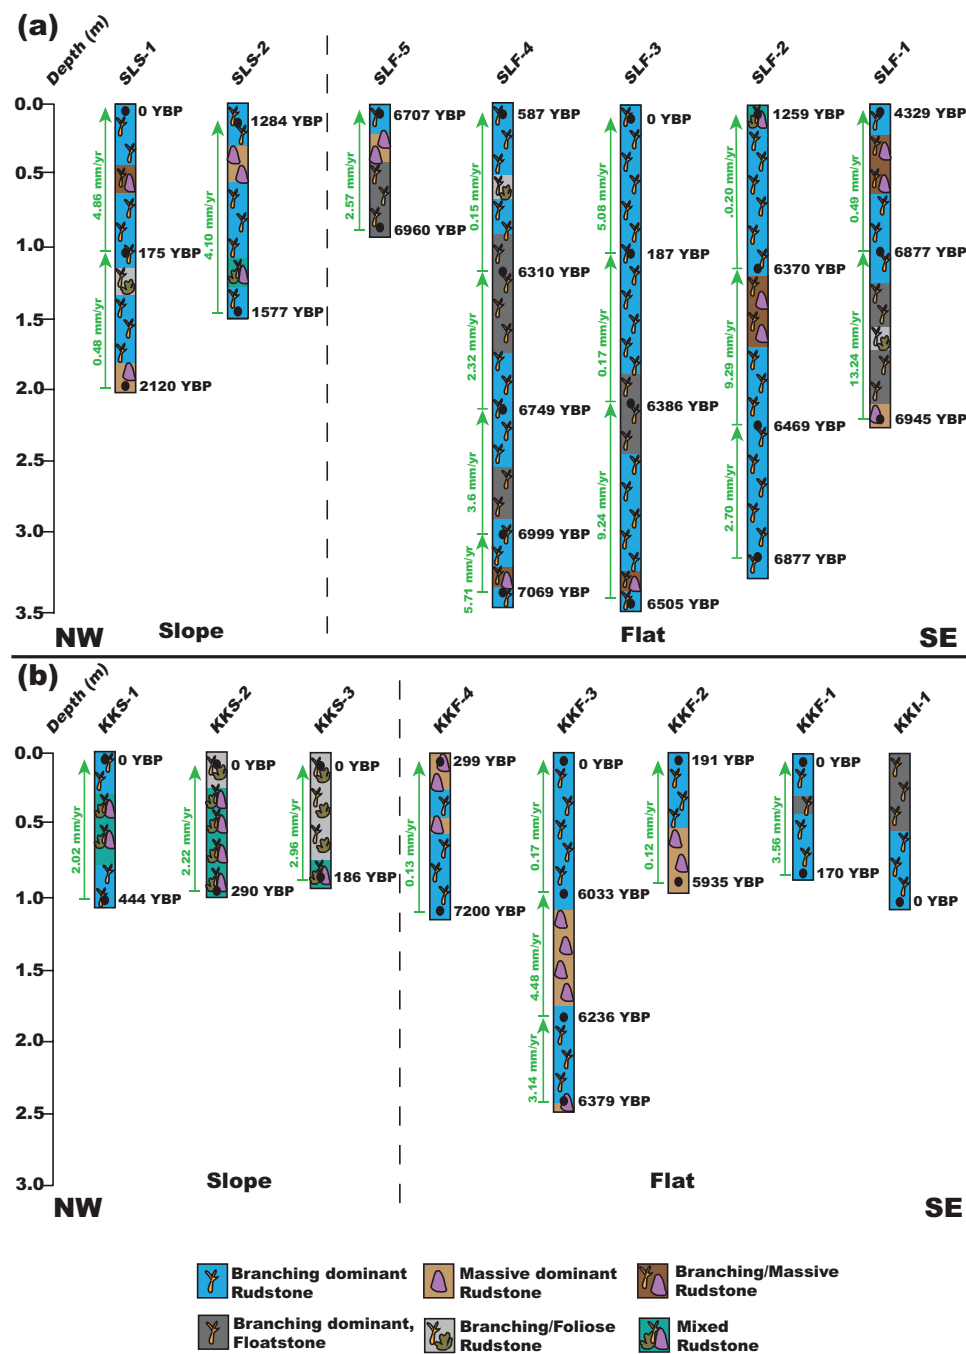 (a)
Depth (m)
SLS-1
SLS-2
SLF-5
SLF-4
SLF-3
SLF-2
SLF-1
0.0
0.5
1.0
1.5
2.0
2.5
3.0
3.5
0 YBP
175 YBP
2120 YBP
4.86 mm/yr
0.48 mm/yr
1284 YBP
1577 YBP
4.10 mm/yr
6707 YBP
6960 YBP
2.57 mm/yr
587 YBP
6310 YBP
6749 YBP
6999 YBP
7069 YBP
0.15 mm/yr
2.32 mm/yr
3.6 mm/yr
5.71 mm/yr
0 YBP
187 YBP
6386 YBP
6505 YBP
5.08 mm/yr
0.17 mm/yr
9.24 mm/yr
1259 YBP
6370 YBP
6469 YBP
6877 YBP
.0.20 mm/yr
9.29 mm/yr
2.70 mm/yr
4329 YBP
6877 YBP
6945 YBP
0.49 mm/yr
13.24 mm/yr
NW
Slope
Flat
SE
(b)
Depth (m)
KKS-1
KKS-2
KKS-3
KKF-4
KKF-3
KKF-2
KKF-1
KKI-1
0.0
0.5
1.0
1.5
2.0
2.5
3.0
0 YBP
444 YBP
2.02 mm/yr
0 YBP
290 YBP
2.22 mm/yr
0 YBP
186 YBP
2.96 mm/yr
299 YBP
7200 YBP
0.13 mm/yr
0 YBP
6033 YBP
6236 YBP
6379 YBP
0.17 mm/yr
4.48 mm/yr
3.14 mm/yr
191 YBP
5935 YBP
0.12 mm/yr
0 YBP
170 YBP
3.56 mm/yr
0 YBP
Slope
Flat
NW
SE
Branching dominant
Rudstone
Massive dominant
Rudstone
Branching/Massive
Rudstone
Branching dominant,
Floatstone
Branching/Foliose
Rudstone
Mixed
Rudstone